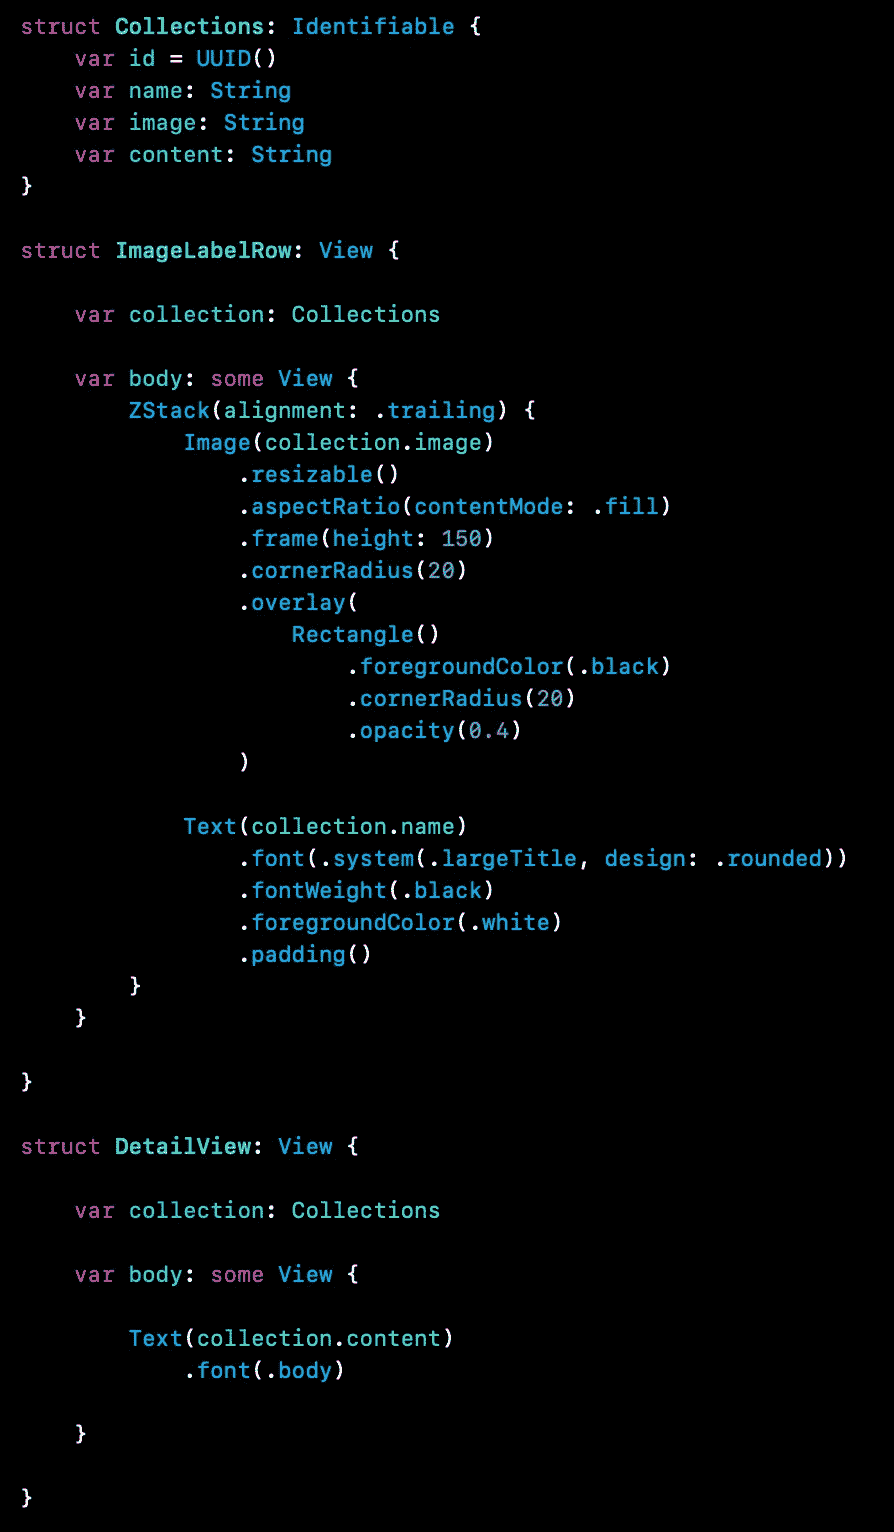 struct Collections: Identifiable {
    var id = UUID()
    var name: String
    var image: String
    var content: String
}

struct ImageLabelRow: View {

    var collection: Collections

    var body: some View {
        ZStack(alignment: .trailing) {
            Image(collection.image)
                .resizable()
                .aspectRatio(contentMode: .fill)
                .frame(height: 150)
                .cornerRadius(20)
                .overlay(
                    Rectangle()
                        .foregroundColor(.black)
                        .cornerRadius(20)
                        .opacity(0.4)
                )

            Text(collection.name)
                .font(.system(.largeTitle, design: .rounded))
                .fontWeight(.black)
                .foregroundColor(.white)
                .padding()
        }
    }

}

struct DetailView: View {

    var collection: Collections

    var body: some View {

        Text(collection.content)
            .font(.body)

    }

}